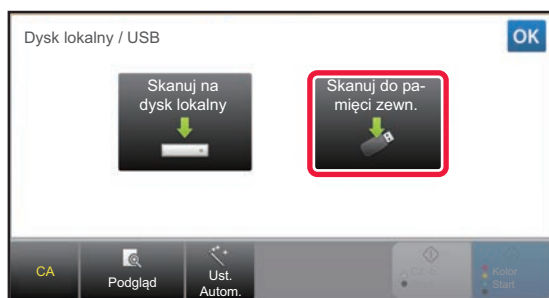 Dysk lokalny / USB
OK
Skanuj na
dysk lokalny
Skanuj do pa-
mięci zewn.
CA
Podgląd
Ust.
Autom.
Kolor
Start